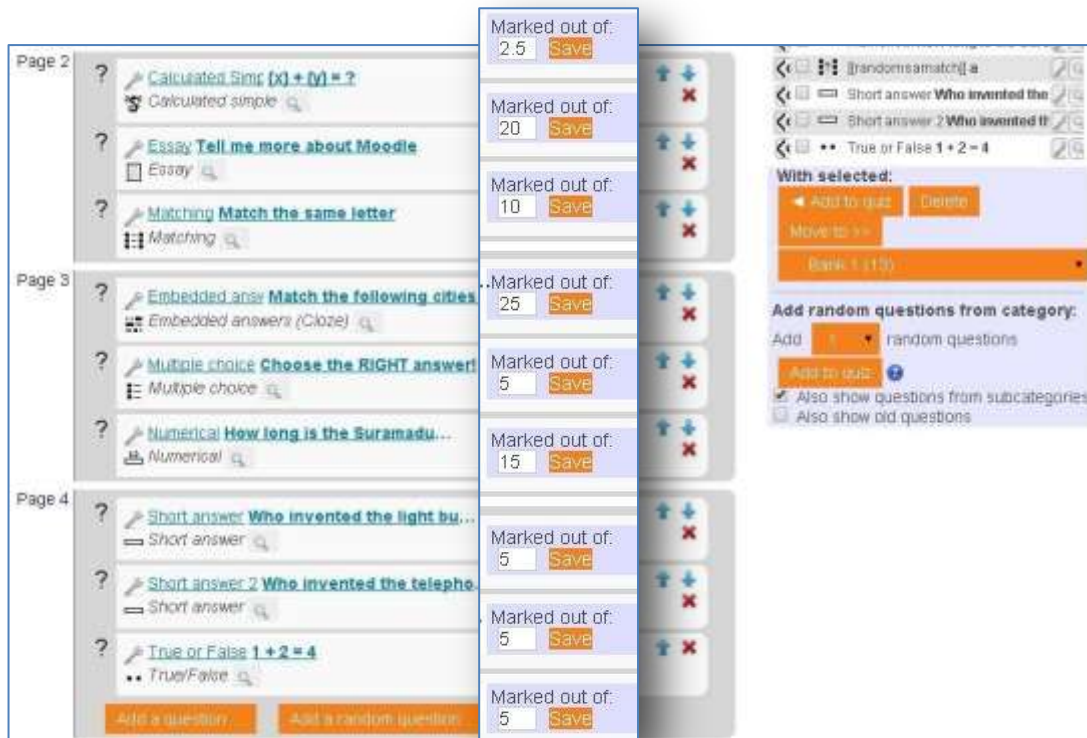 Page 2
? Calculated Simp {x} + {y} = ?
Calculated simple
Marked out of:
2.5 Save
? Essay Tell me more about Moodle
Essay
Marked out of:
20 Save
? Matching Match the same letter
Matching
Marked out of:
10 Save
Page 3
? Embedded answ Match the following cities...
Embedded answers (Cloze)
Marked out of:
25 Save
? Multiple choice Choose the RIGHT answer!
Multiple choice
Marked out of:
5 Save
? Numerical How long is the Suramadu...
Numerical
Marked out of:
15 Save
Page 4
? Short answer Who invented the light bu...
Short answer
Marked out of:
5 Save
? Short answer 2 Who invented the telepho...
Short answer
Marked out of:
5 Save
? True or False 1 + 2 = 4
True/False
Marked out of:
5 Save
Add a question ...
Add a random question ...
[[randomsamatch]] a
Short answer Who invented the
Short answer 2 Who invented th
True or False 1 + 2 = 4
With selected:
Add to quiz Delete
Move to >>
Bank 1 (13)
Add random questions from category:
Add 1 random questions
Add to quiz
Also show questions from subcategories
Also show old questions